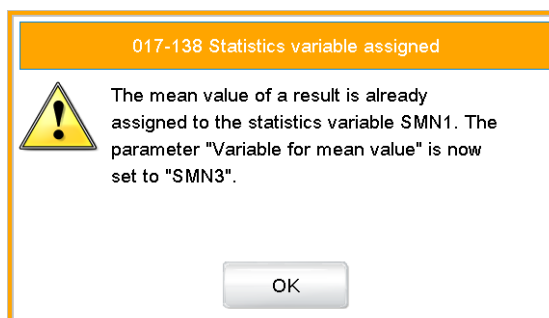 017-138 Statistics variable assigned
The mean value of a result is already
assigned to the statistics variable SMN1. The
parameter "Variable for mean value" is now
set to "SMN3".
OK